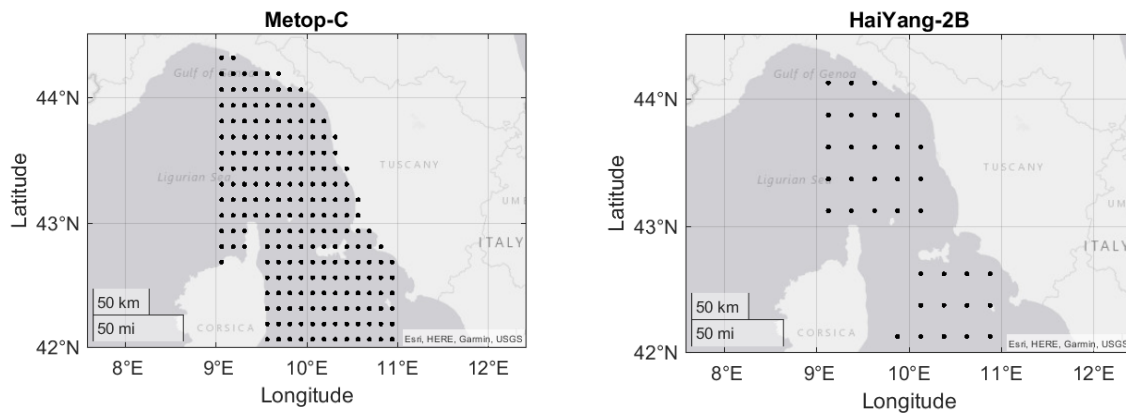 Metop-C
Gulf of
Ligurian Sea
TUSCANY
ITALY
CORSICA
44°N
43°N
42°N
Latitude
50 km
50 mi
Esri, HERE, Garmin, USGS
8°E 9°E 10°E 11°E 12°E
Longitude
HaiYang-2B
Gulf of Genoa
Ligurian Sea
TUSCANY
UM
ITALY
CORSICA
44°N
43°N
42°N
Latitude
50 km
50 mi
Esri, HERE, Garmin, USGS
8°E 9°E 10°E 11°E 12°E
Longitude